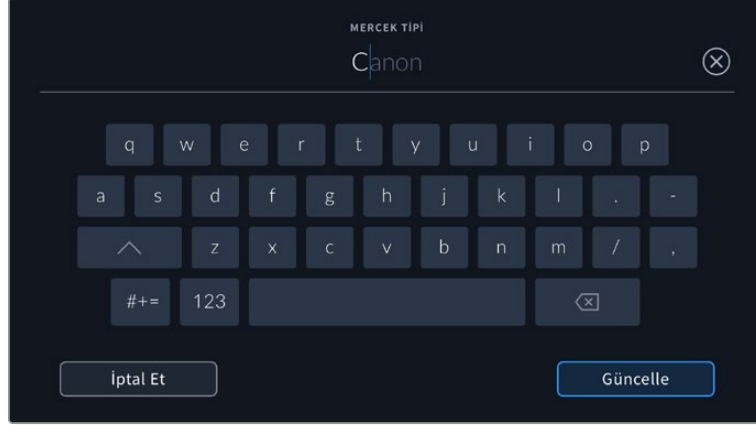 MERCEK TİPİ
Canon
q w e r t y u i o p
a s d f g h j k l . -
z x c v b n m / ,
#+= 123
İptal Et Güncelle